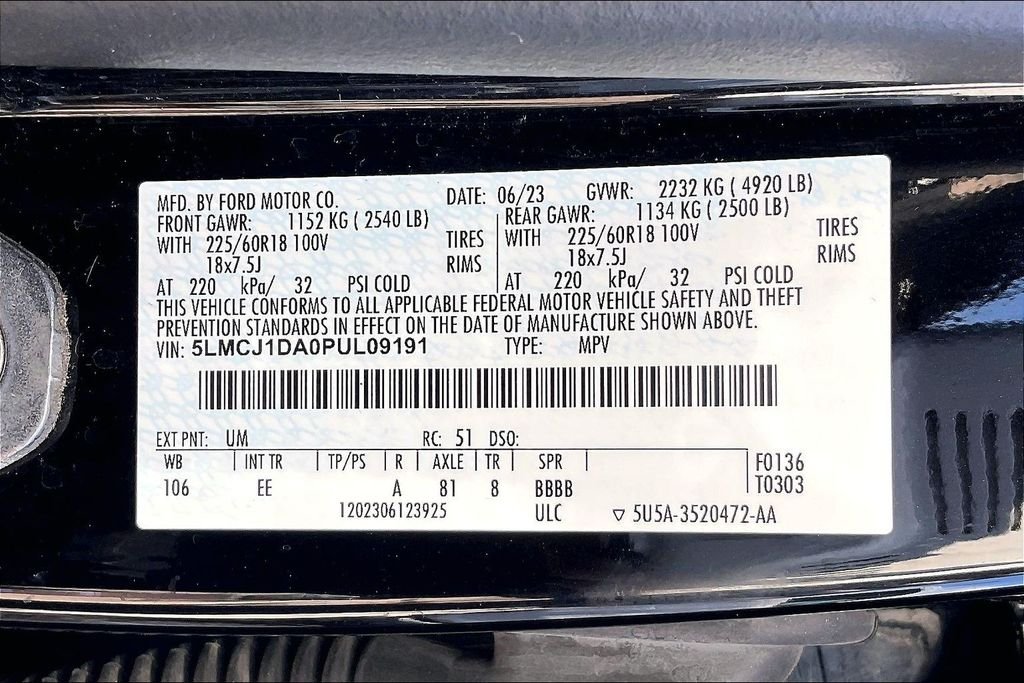 MFD. BY FORD MOTOR CO. DATE: 06/23 GVWR: 2232 KG ( 4920 LB)
FRONT GAWR: 1152 KG ( 2540 LB) REAR GAWR: 1134 KG ( 2500 LB)
WITH 225/60R18 100V TIRES WITH 225/60R18 100V TIRES
18x7.5J RIMS 18x7.5J RIMS
AT 220 kPa/ 32 PSI COLD AT 220 kPa/ 32 PSI COLD
THIS VEHICLE CONFORMS TO ALL APPLICABLE FEDERAL MOTOR VEHICLE SAFETY AND THEFT
PREVENTION STANDARDS IN EFFECT ON THE DATE OF MANUFACTURE SHOWN ABOVE.
VIN: 5LMCJ1DA0PUL09191 TYPE: MPV
EXT PNT: UM RC: 51 DSO:
WB | INT TR | TP/PS | R | AXLE | TR | SPR | F0136
106 EE A 81 8 BBBB T0303
1202306123925 ULC ▽ 5U5A-3520472-AA